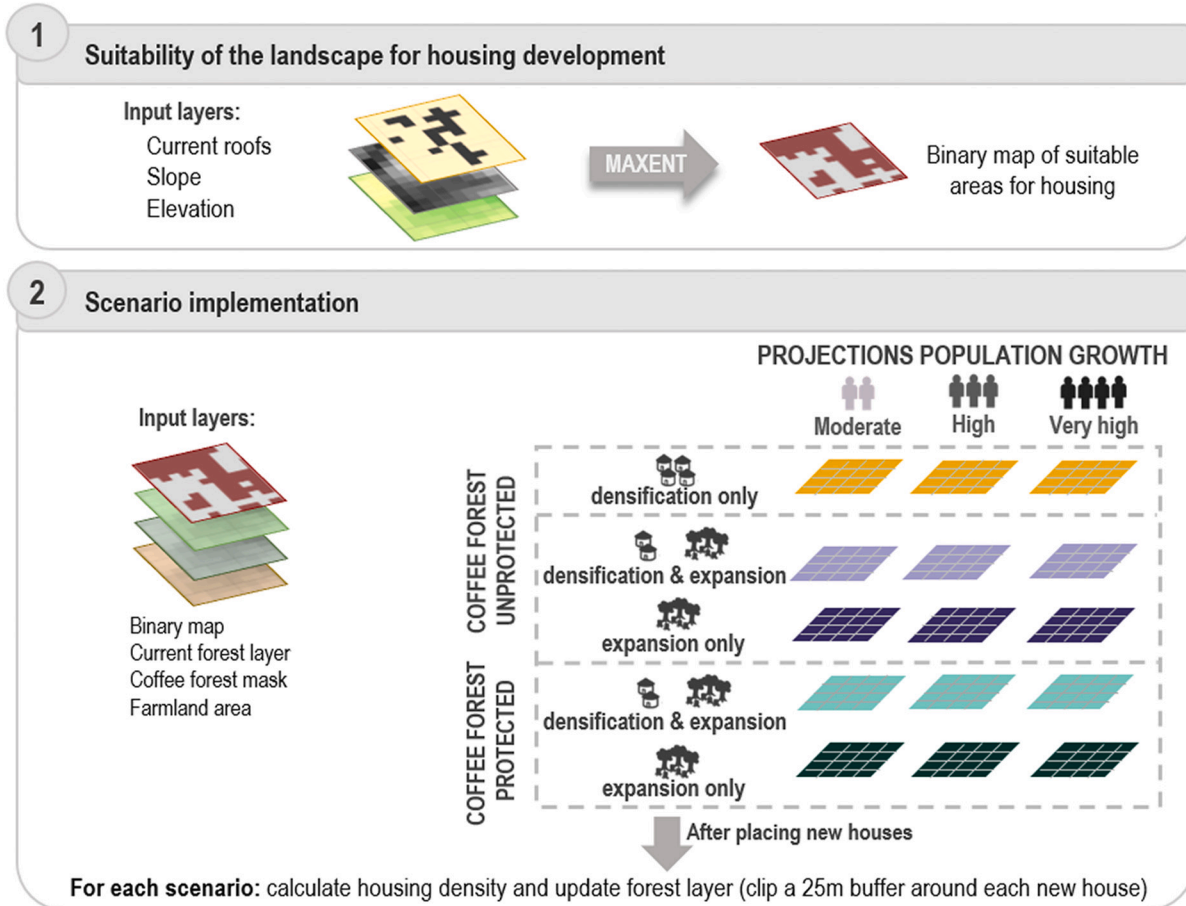 1
Suitability of the landscape for housing development
Input layers:
Current roofs
Slope
Elevation
MAXENT
Binary map of suitable
areas for housing
2
Scenario implementation
PROJECTIONS POPULATION GROWTH
Moderate
High
Very high
Input layers:
Binary map
Current forest layer
Coffee forest mask
Farmland area
COFFEE FOREST
UNPROTECTED
densification only
densification & expansion
expansion only
COFFEE FOREST
PROTECTED
densification & expansion
expansion only
After placing new houses
For each scenario: calculate housing density and update forest layer (clip a 25m buffer around each new house)